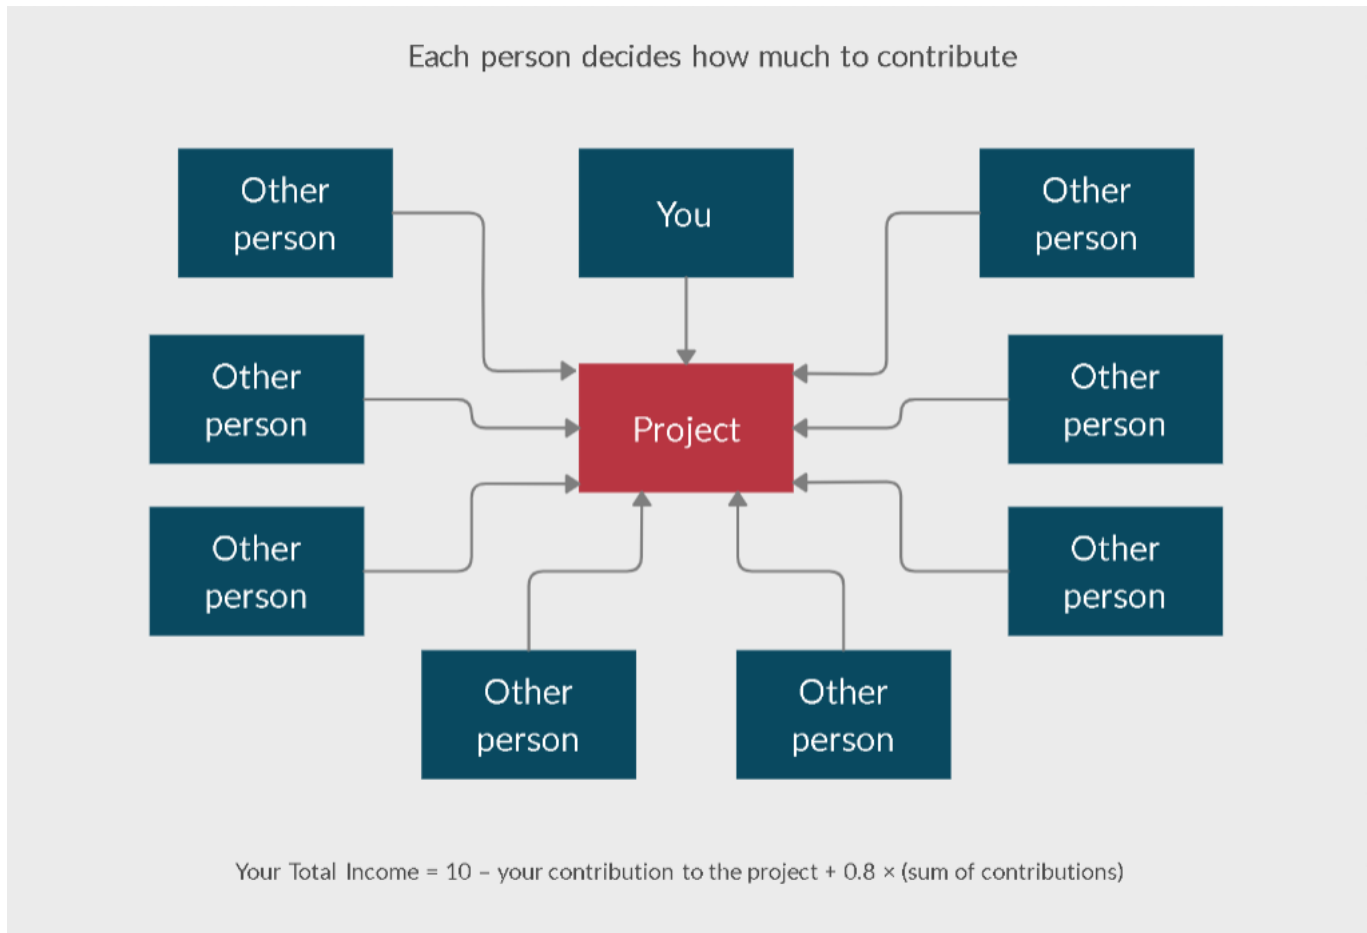 Each person decides how much to contribute
Other
person
You
Other
person
Other
person
Project
Other
person
Other
person
Other
person
Other
person
Other
person
Your Total Income = 10 – your contribution to the project + 0.8 × (sum of contributions)